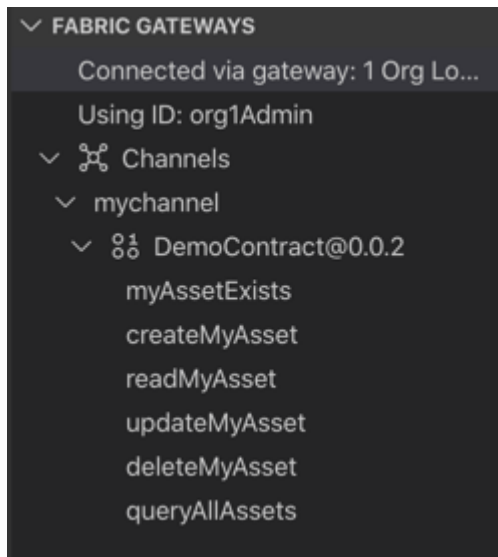 FABRIC GATEWAYS
Connected via gateway: 1 Org Lo...
Using ID: org1Admin
Channels
mychannel
DemoContract@0.0.2
myAssetExists
createMyAsset
readMyAsset
updateMyAsset
deleteMyAsset
queryAllAssets